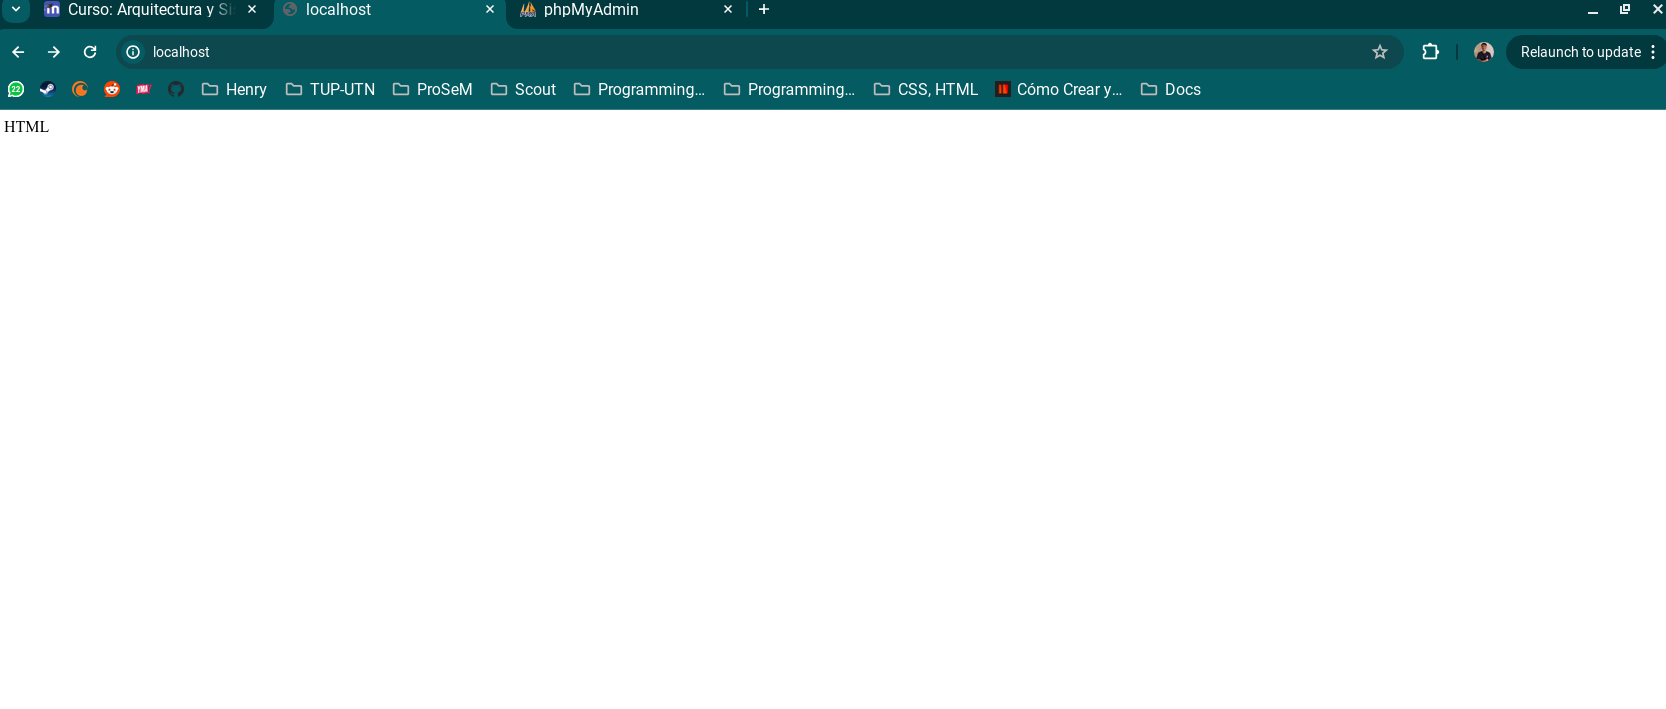 Curso: Arquitectura y Si
localhost
phpMyAdmin
localhost
Relaunch to update
22
Henry
TUP-UTN
ProSeM
Scout
Programming...
Programming...
CSS, HTML
Cómo Crear y...
Docs
HTML